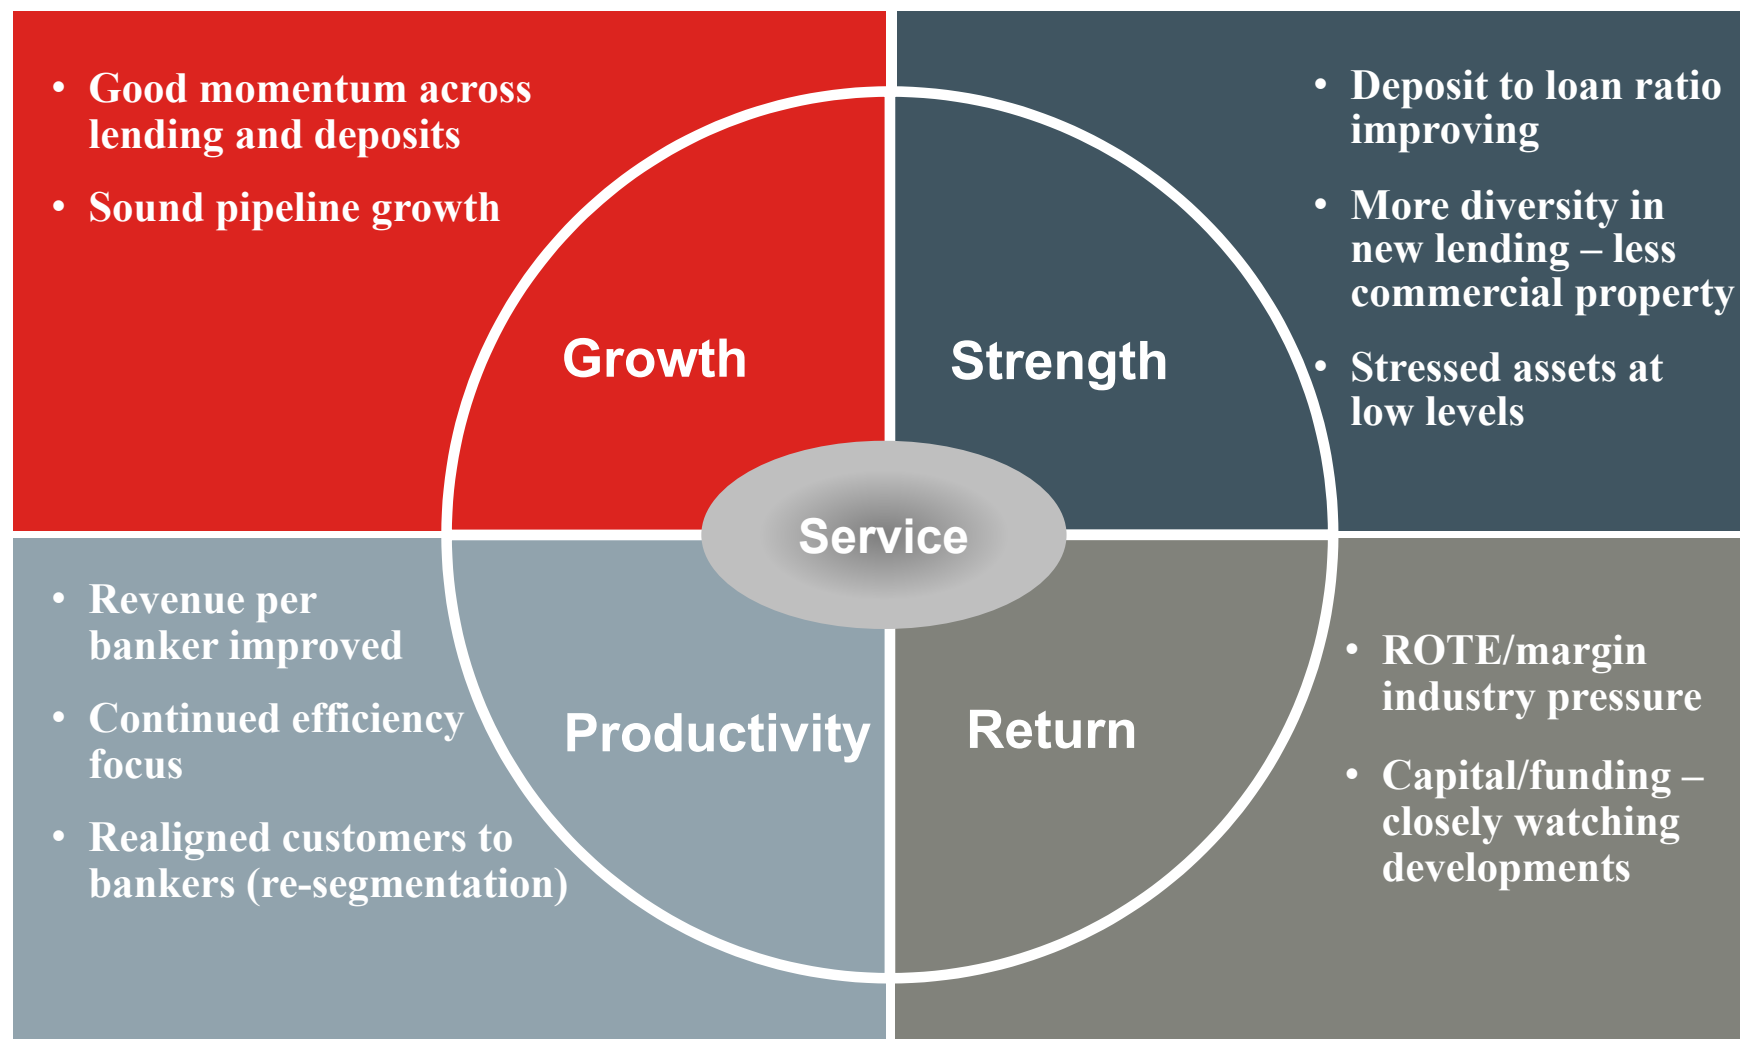 • Good momentum across
lending and deposits
• Sound pipeline growth
Growth
• Deposit to loan ratio
improving
• More diversity in
new lending – less
commercial property
• Stressed assets at
low levels
Strength
Service
• Revenue per
banker improved
• Continued efficiency
focus
• Realigned customers to
bankers (re-segmentation)
Productivity
Return
• ROTE/margin
industry pressure
• Capital/funding –
closely watching
developments